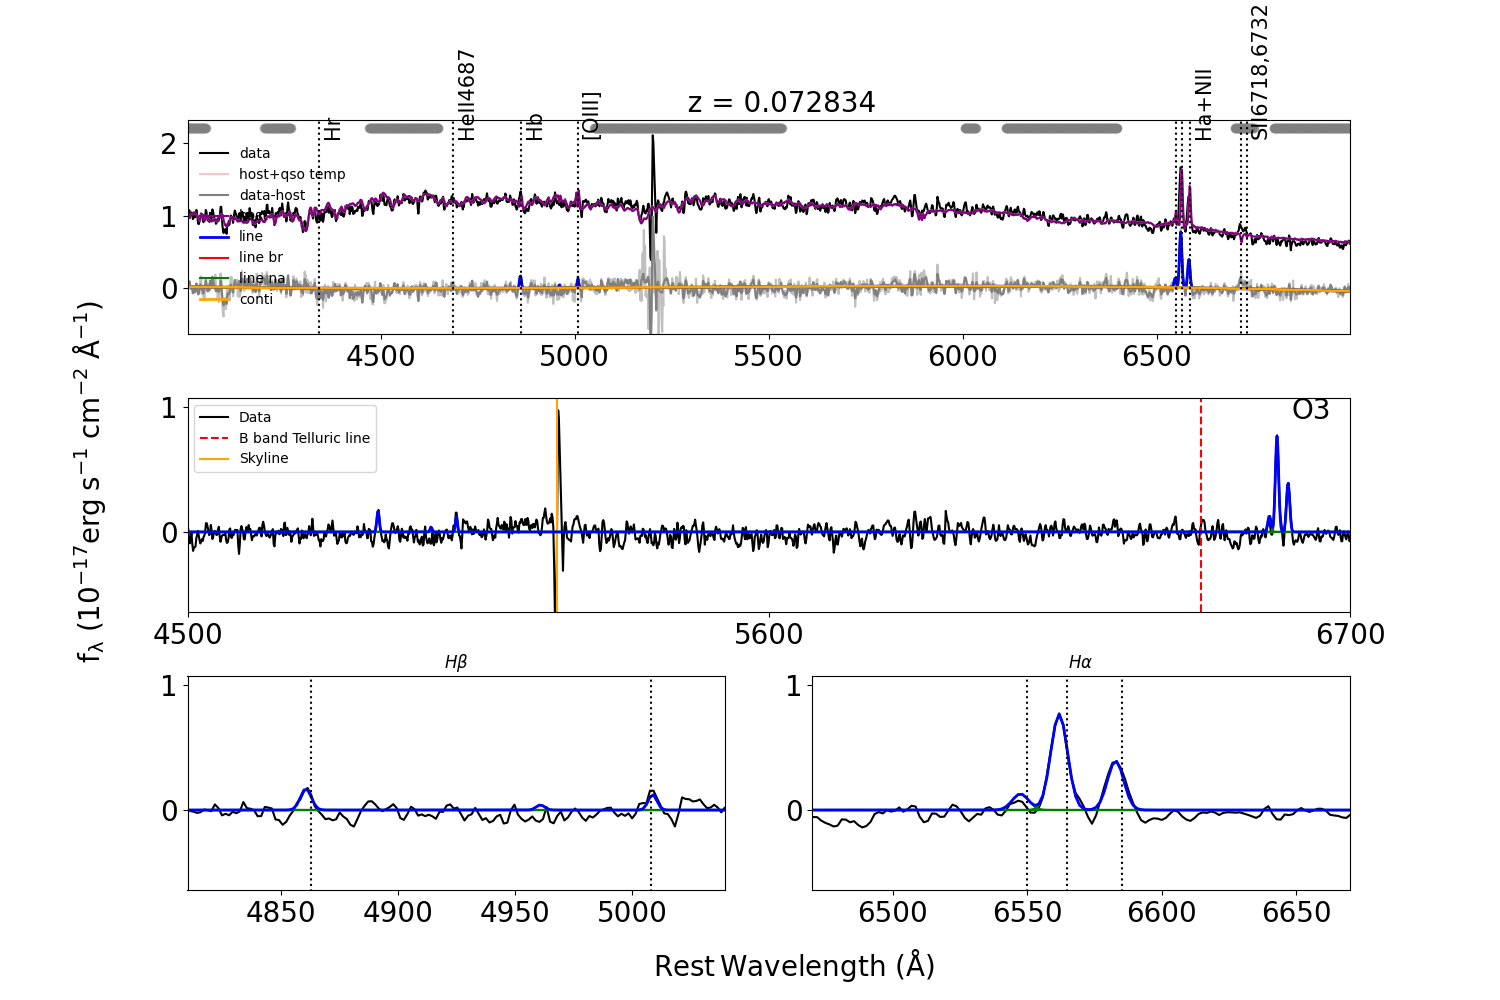 z = 0.072834
Hr
HeII4687
Hb
[OIII]
Ha+NII
SII6718,6732
2
1
0
data
host+qso temp
data-host
line
line br
line na
conti
4500
5000
5500
6000
6500
f_λ (10^−17 erg s^−1 cm^−2 Å^−1)
1
0
Data
B band Telluric line
Skyline
O3
4500
5600
6700
Hβ
1
0
4850
4900
4950
5000
Hα
1
0
6500
6550
6600
6650
Rest Wavelength (Å)